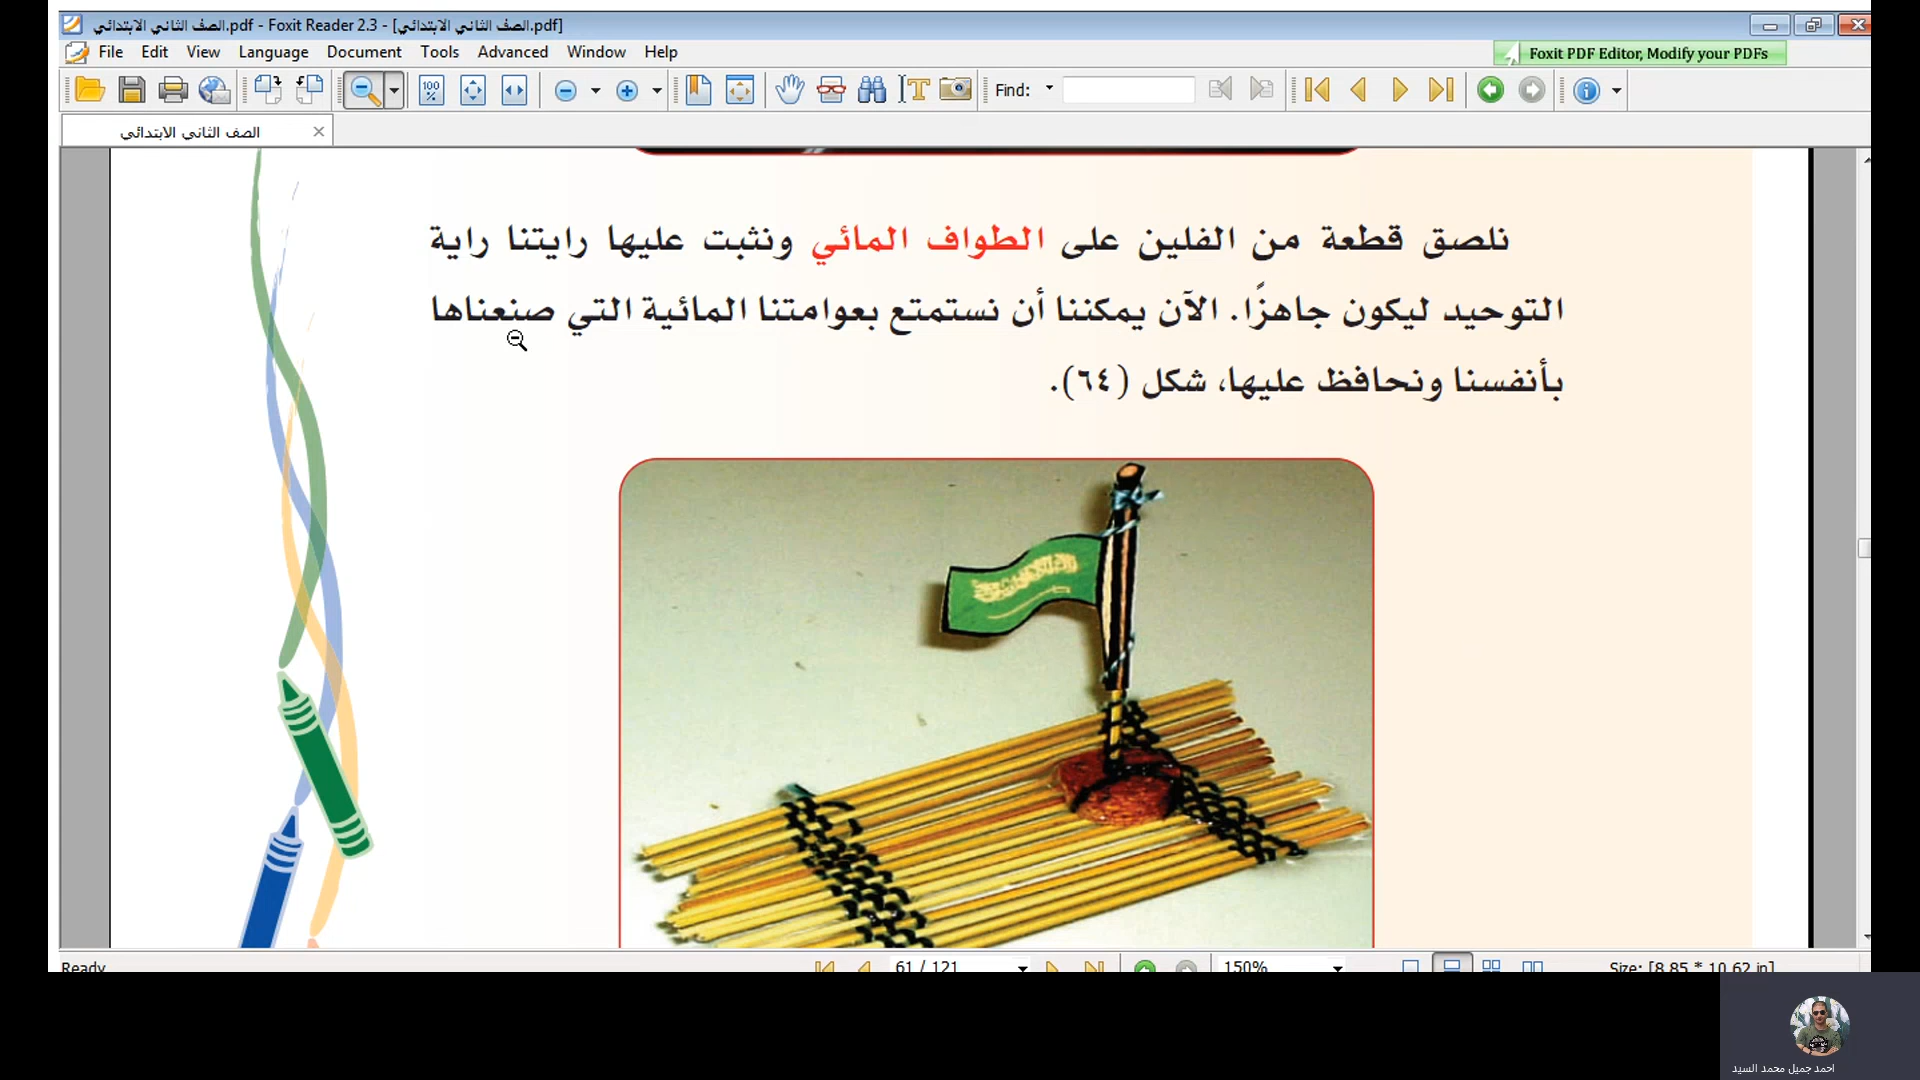 الصف الثاني الابتدائي.pdf - Foxit Reader 2.3 - [الصف الثاني الابتدائي.pdf]
File Edit View Language Document Tools Advanced Window Help
Foxit PDF Editor, Modify your PDFs
Find:
الصف الثاني الابتدائي
نلصق قطعة من الفلين على الطواف المائي ونثبت عليها رايتنا راية
التوحيد ليكون جاهزًا. الآن يمكننا أن نستمتع بعوامتنا المائية التي صنعناها
بأنفسنا ونحافظ عليها، شكل (٦٤).
Ready 61 / 121 150% Size: [8.85 * 10.62 in]
احمد جميل محمد السيد